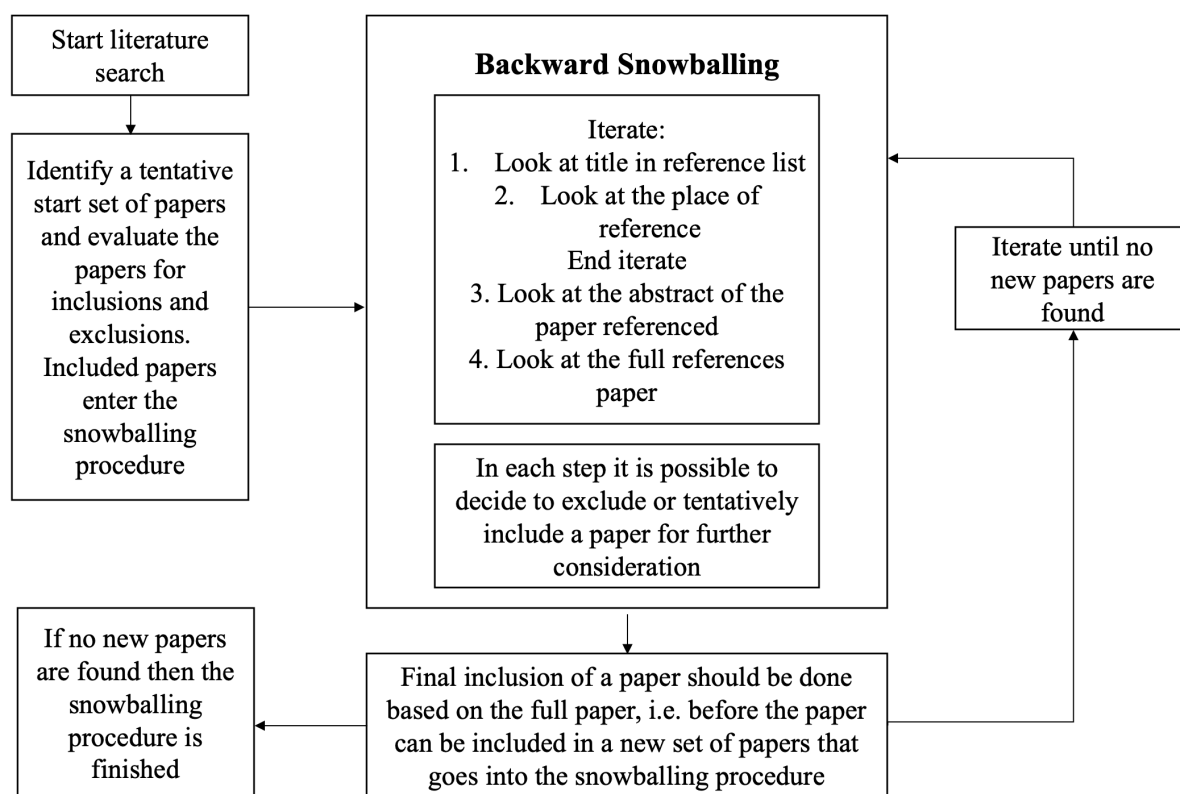 Start literature
search
Identify a tentative
start set of papers
and evaluate the
papers for
inclusions and
exclusions.
Included papers
enter the
snowballing
procedure
Backward Snowballing
Iterate:
1. Look at title in reference list
2. Look at the place of
reference
End iterate
3. Look at the abstract of the
paper referenced
4. Look at the full references
paper
In each step it is possible to
decide to exclude or tentatively
include a paper for further
consideration
Iterate until no
new papers are
found
Final inclusion of a paper should be done
based on the full paper, i.e. before the paper
can be included in a new set of papers that
goes into the snowballing procedure
If no new papers
are found then the
snowballing
procedure is
finished